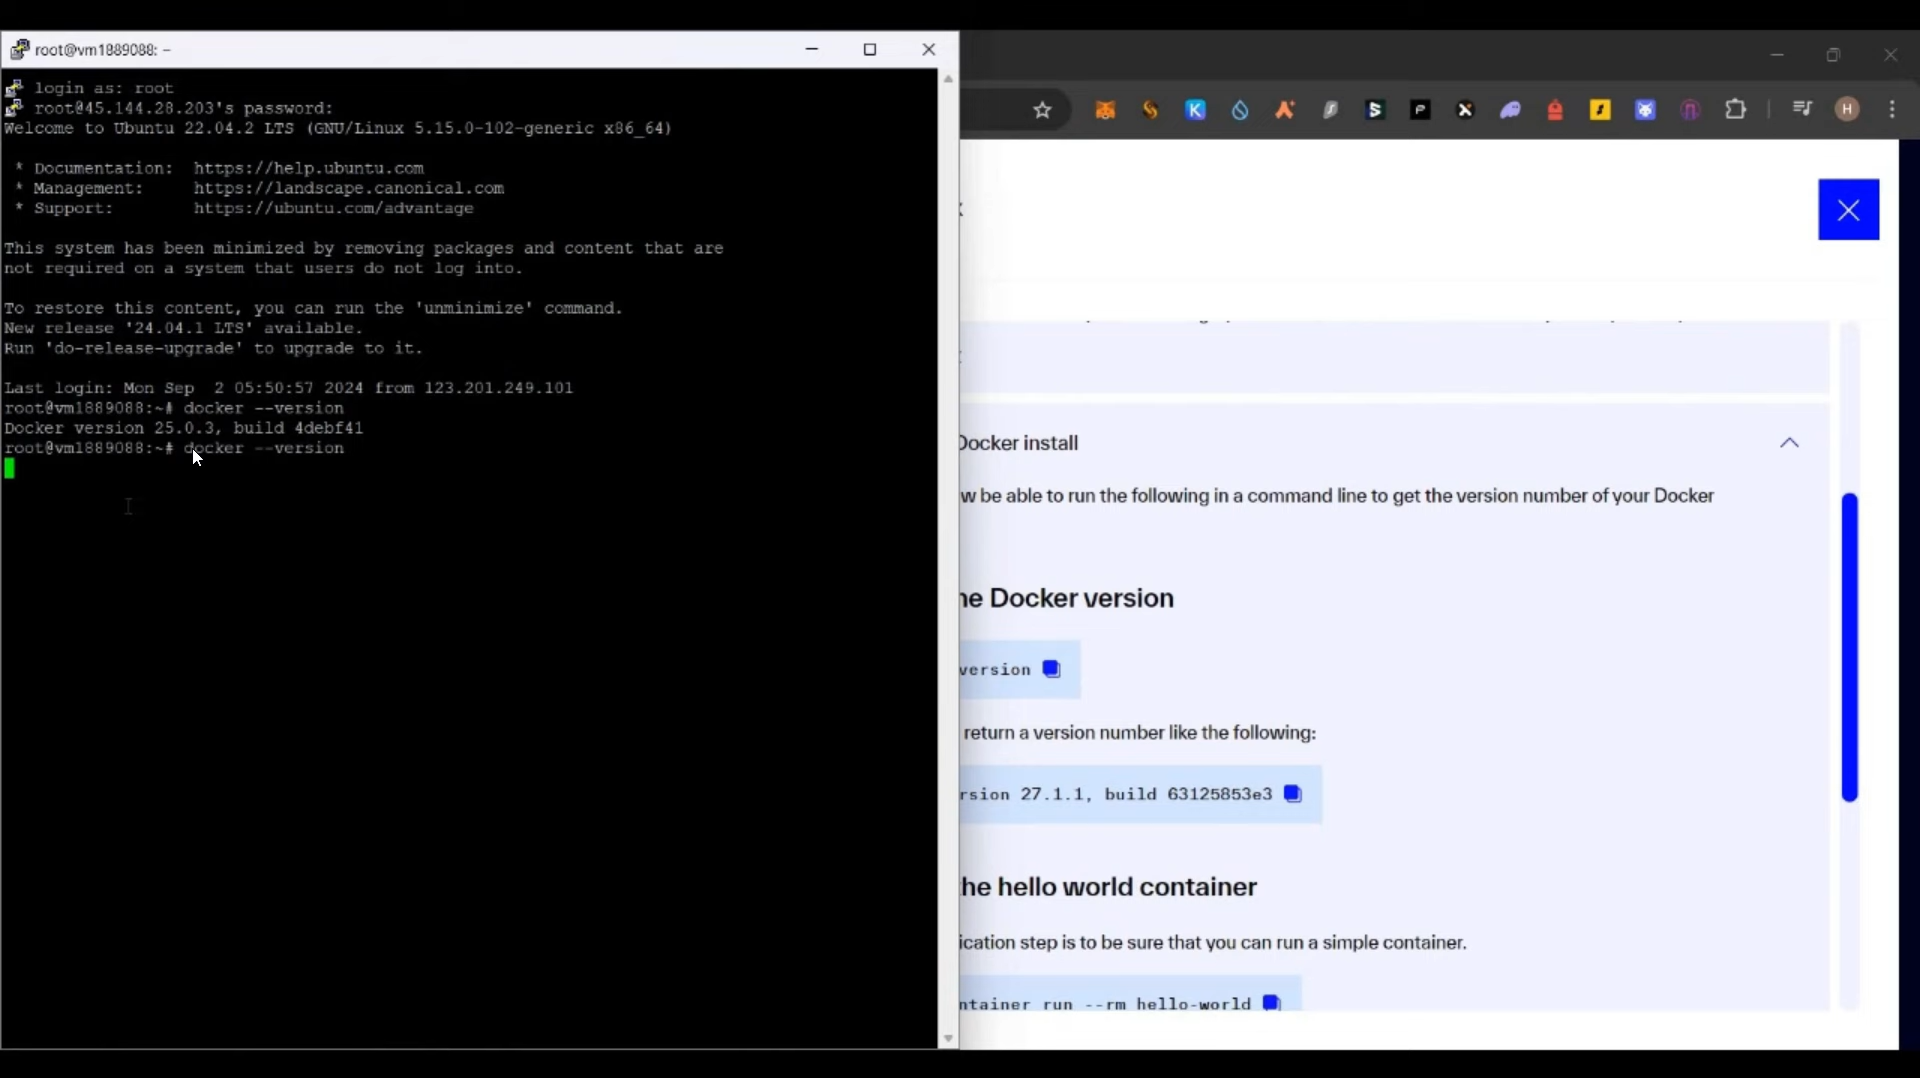 root@vm1889088: ~
login as: root
root@45.144.28.203's password:
Welcome to Ubuntu 22.04.2 LTS (GNU/Linux 5.15.0-102-generic x86_64)
* Documentation: https://help.ubuntu.com
* Management: https://landscape.canonical.com
* Support: https://ubuntu.com/advantage
This system has been minimized by removing packages and content that are
not required on a system that users do not log into.
To restore this content, you can run the 'unminimize' command.
New release '24.04.1 LTS' available.
Run 'do-release-upgrade' to upgrade to it.
Last login: Mon Sep 2 05:50:57 2024 from 123.201.249.101
root@vm1889088:~# docker --version
Docker version 25.0.3, build 4debf41
root@vm1889088:~# docker --version
H
Docker install
w be able to run the following in a command line to get the version number of your Docker
he Docker version
version
return a version number like the following:
rsion 27.1.1, build 63125853e3
the hello world container
ication step is to be sure that you can run a simple container.
ntainer run --rm hello-world